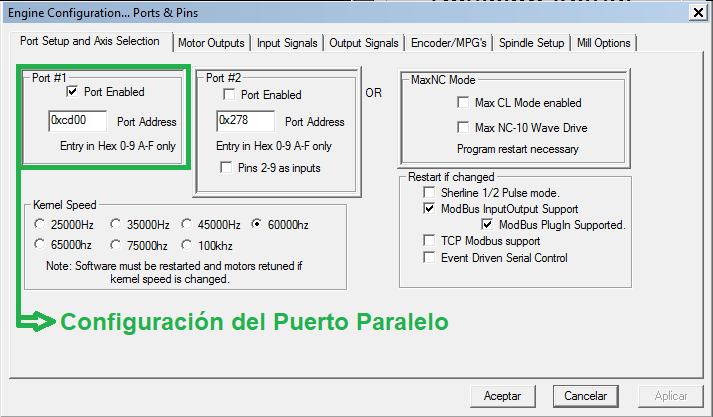 Engine Configuration... Ports & Pins
Port Setup and Axis Selection
Motor Outputs
Input Signals
Output Signals
Encoder/MPG's
Spindle Setup
Mill Options
Port #1
Port Enabled
0xcd00
Port Address
Entry in Hex 0-9 A-F only
Port #2
Port Enabled
0x278
Port Address
Entry in Hex 0-9 A-F only
Pins 2-9 as inputs
OR
MaxNC Mode
Max CL Mode enabled
Max NC-10 Wave Drive
Program restart necessary
Kernel Speed
25000Hz
35000Hz
45000Hz
60000hz
65000hz
75000hz
100khz
Note: Software must be restarted and motors retuned if
kernel speed is changed.
Restart if changed
Sherline 1/2 Pulse mode.
ModBus InputOutput Support
ModBus PlugIn Supported.
TCP Modbus support
Event Driven Serial Control
Configuración del Puerto Paralelo
Aceptar
Cancelar
Aplicar